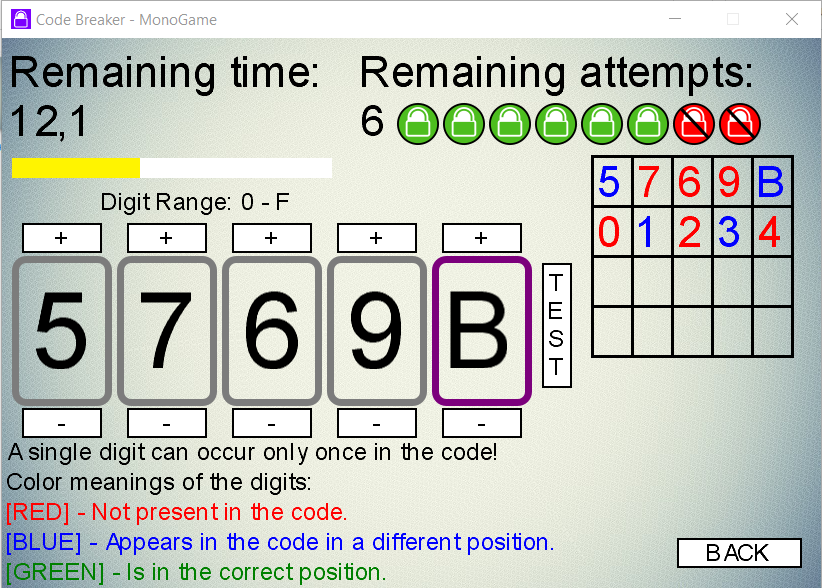 Code Breaker - MonoGame
Remaining time:
12,1
Remaining attempts:
6
Digit Range: 0 - F
+ + + + +
5 7 6 9 B
- - - - -
TEST
5 7 6 9 B
0 1 2 3 4
A single digit can occur only once in the code!
Color meanings of the digits:
[RED] - Not present in the code.
[BLUE] - Appears in the code in a different position.
[GREEN] - Is in the correct position.
BACK